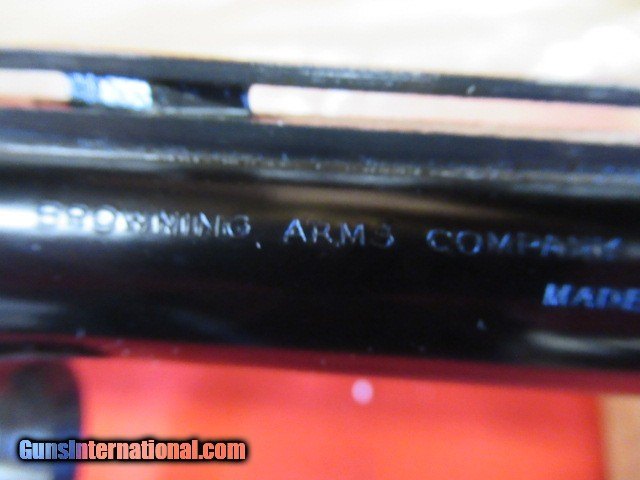 BROWNING ARMS COMPANY
MADE
GunsInternational.com